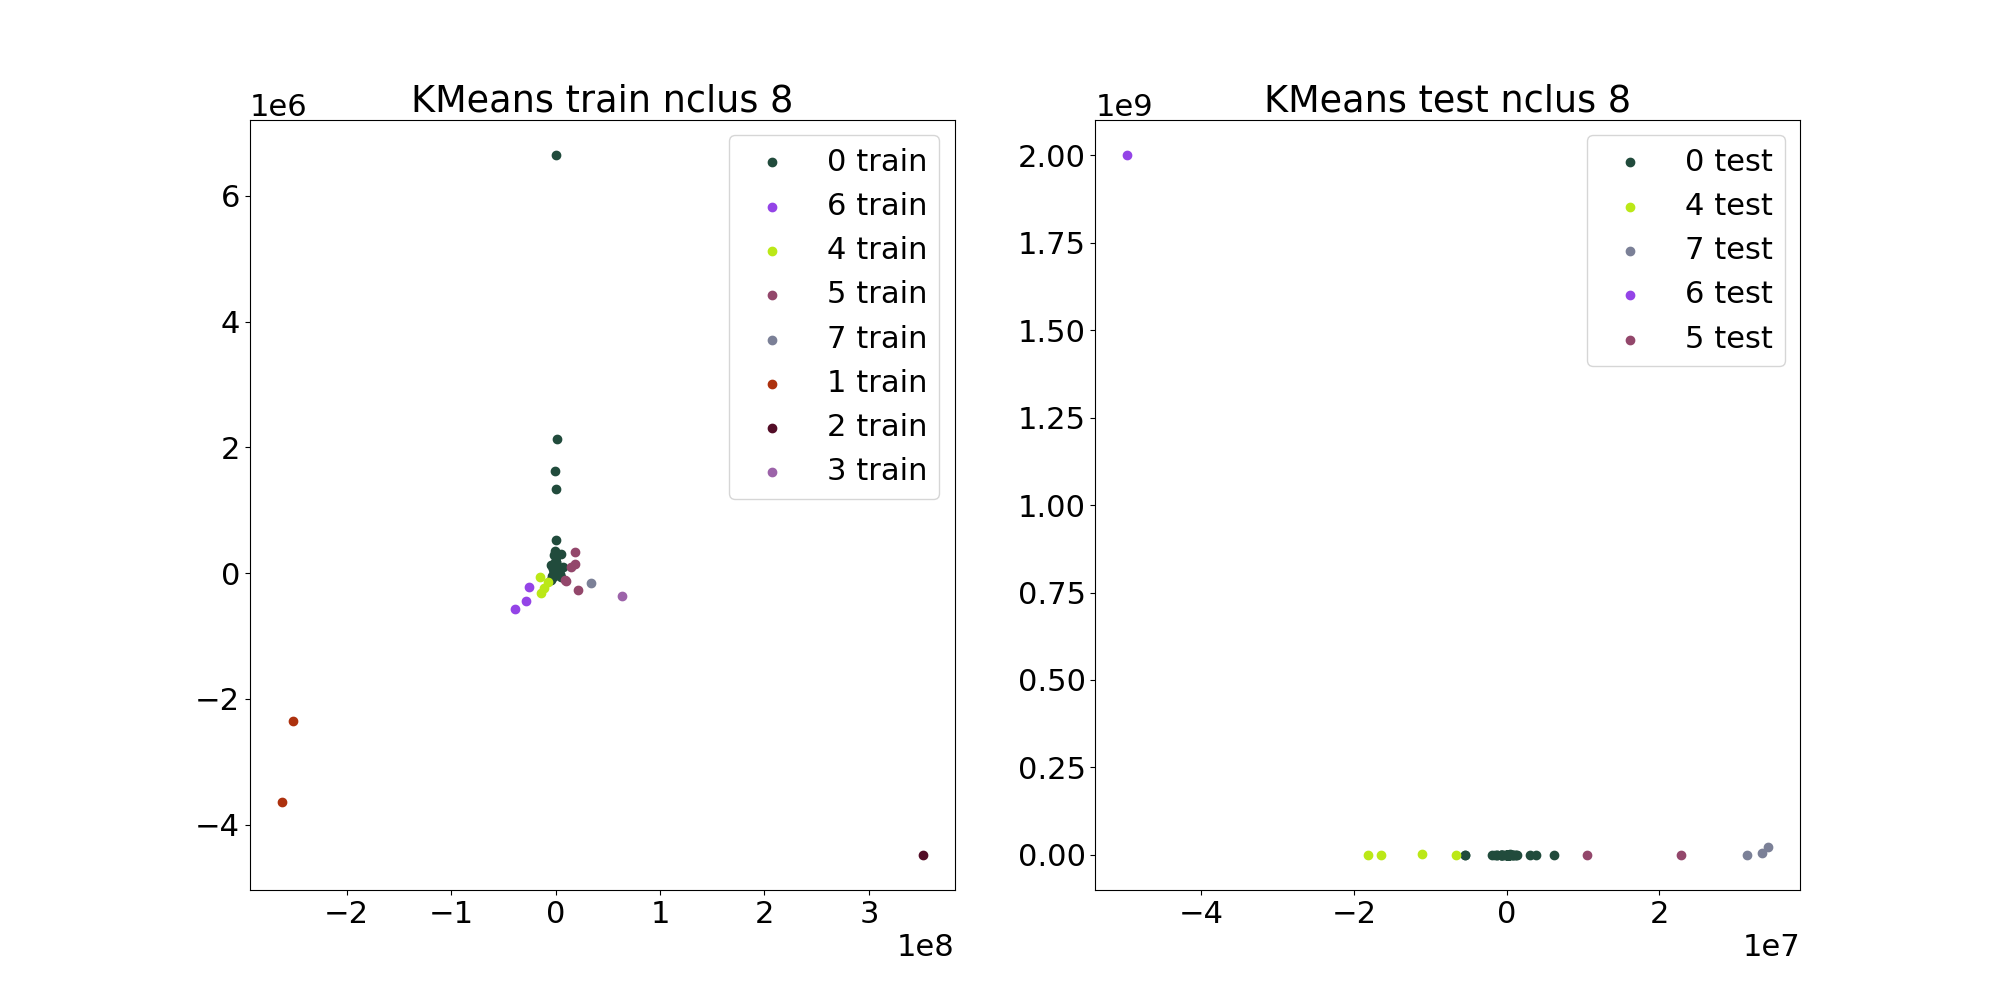 KMeans train nclus 8
1e6
6
4
2
0
−2
−4
−2
−1
0
1
2
3
1e8
0 train
6 train
4 train
5 train
7 train
1 train
2 train
3 train
KMeans test nclus 8
1e9
2.00
1.75
1.50
1.25
1.00
0.75
0.50
0.25
0.00
−4
−2
0
2
1e7
0 test
4 test
7 test
6 test
5 test